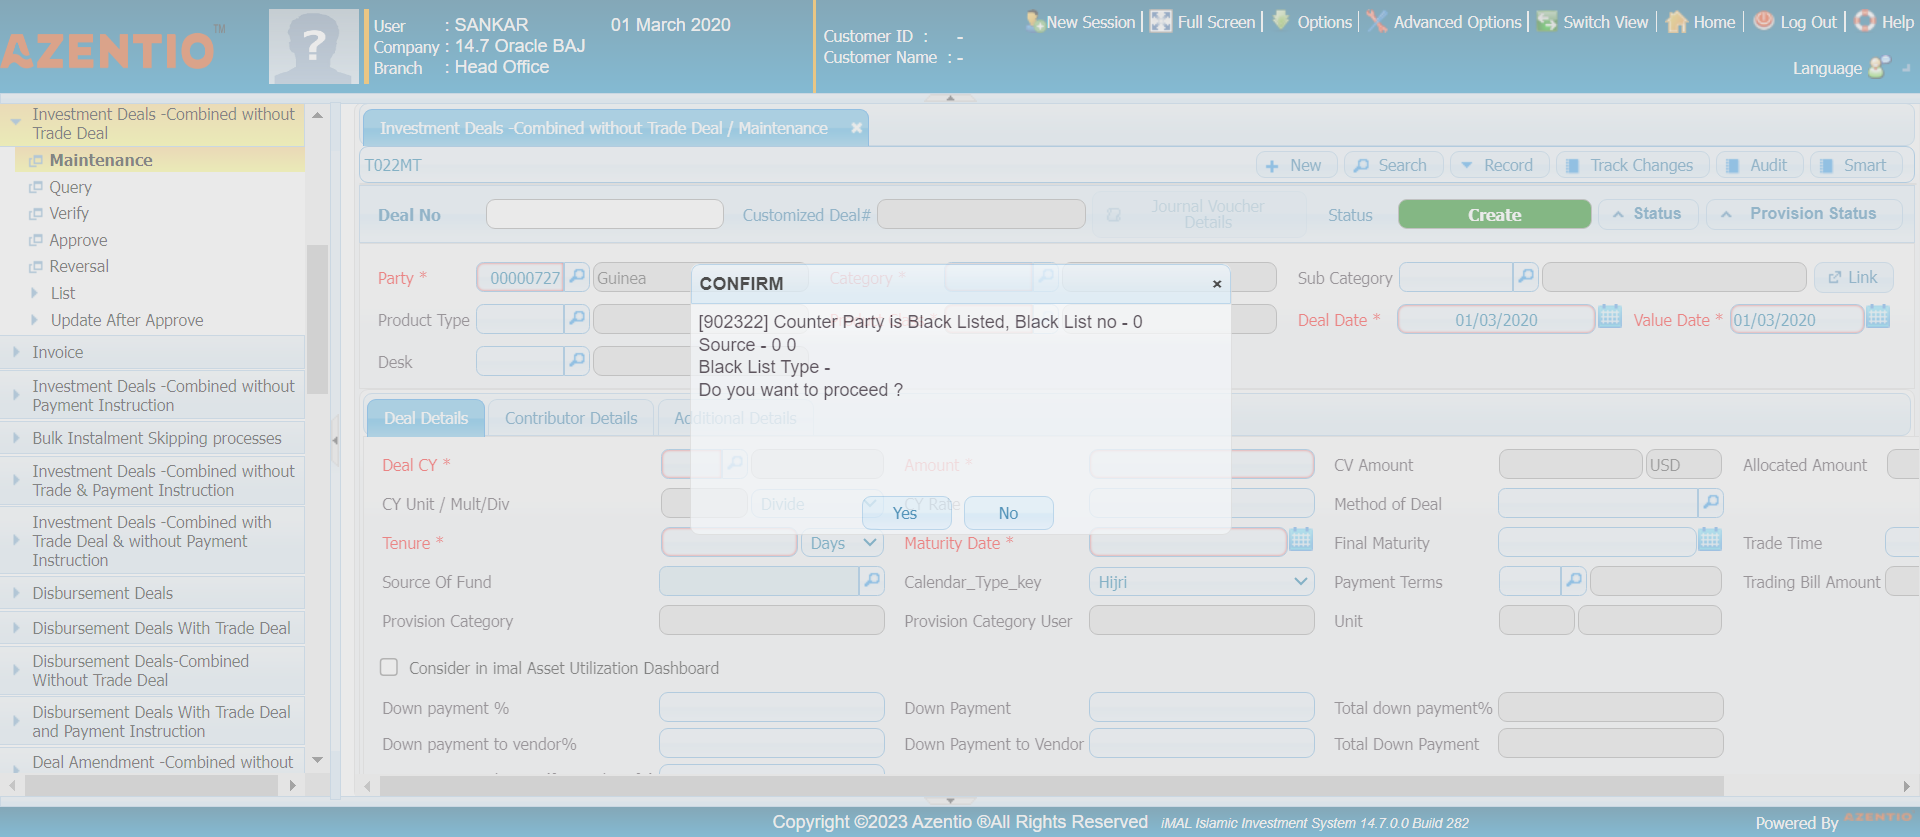 AZENTIO TM
User : SANKAR 01 March 2020
Company : 14.7 Oracle BAJ
Branch : Head Office
Customer ID : -
Customer Name : -
New Session Full Screen Options Advanced Options Switch View Home Log Out Help
Language
Investment Deals -Combined without
Trade Deal
Maintenance
Query
Verify
Approve
Reversal
List
Update After Approve
Invoice
Investment Deals -Combined without
Payment Instruction
Bulk Instalment Skipping processes
Investment Deals -Combined without
Trade & Payment Instruction
Investment Deals -Combined with
Trade Deal & without Payment
Instruction
Disbursement Deals
Disbursement Deals With Trade Deal
Disbursement Deals-Combined
Without Trade Deal
Disbursement Deals With Trade Deal
and Payment Instruction
Deal Amendment -Combined without
Investment Deals -Combined without Trade Deal / Maintenance ×
T022MT New Search Record Track Changes Audit Smart
Deal No Customized Deal# Journal Voucher
Details Status Create Status Provision Status
Party * 00000727 Guinea Category * Sub Category Link
Product Type Deal Date * 01/03/2020 Value Date * 01/03/2020
Desk
CONFIRM ×
[902322] Counter Party is Black Listed, Black List no - 0
Source - 0 0
Black List Type -
Do you want to proceed ?
Yes No
Deal Details Contributor Details Additional Details
Deal CY * Amount * CV Amount USD Allocated Amount
CY Unit / Mult/Div Divide CY Rate Method of Deal
Tenure * Days Maturity Date * Final Maturity Trade Time
Source Of Fund Calendar_Type_key Hijri Payment Terms Trading Bill Amount
Provision Category Provision Category User Unit
Consider in imal Asset Utilization Dashboard
Down payment % Down Payment Total down payment%
Down payment to vendor% Down Payment to Vendor Total Down Payment
Copyright ©2023 Azentio ®All Rights Reserved iMAL Islamic Investment System 14.7.0.0 Build 282
Powered By AZENTIO